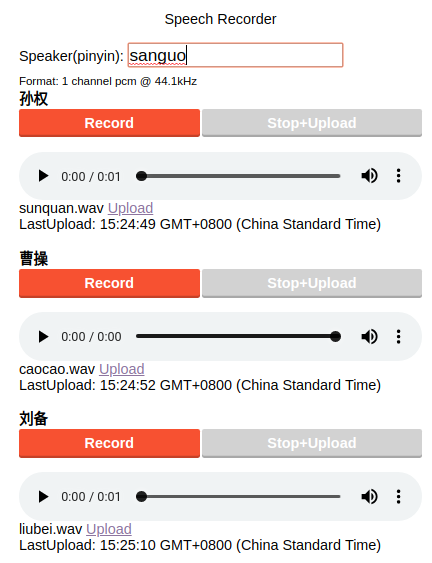 Speech Recorder
Speaker(pinyin): sanguo
Format: 1 channel pcm @ 44.1kHz
孙权
Record Stop+Upload
0:00 / 0:01
sunquan.wav Upload
LastUpload: 15:24:49 GMT+0800 (China Standard Time)
曹操
Record Stop+Upload
0:00 / 0:00
caocao.wav Upload
LastUpload: 15:24:52 GMT+0800 (China Standard Time)
刘备
Record Stop+Upload
0:00 / 0:01
liubei.wav Upload
LastUpload: 15:25:10 GMT+0800 (China Standard Time)